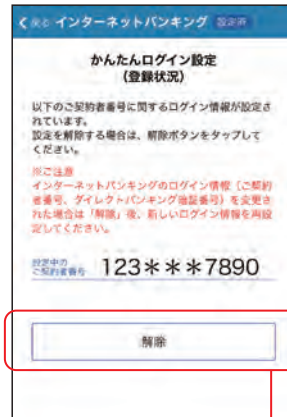 く戻る インターネットバンキング 設定済
かんたんログイン設定
(登録状況)
以下のご契約者番号に関するログイン情報が設定さ
れています。
設定を解除する場合は、解除ボタンをタップして
ください。
※ご注意
インターネットバンキングのログイン情報（ご契約
者番号、ダイレクトバンキング暗証番号）を変更さ
れた場合は「解除」後、新しいログイン情報を再設
定してください。
設定中の
ご契約者番号 123＊＊＊7890
解除